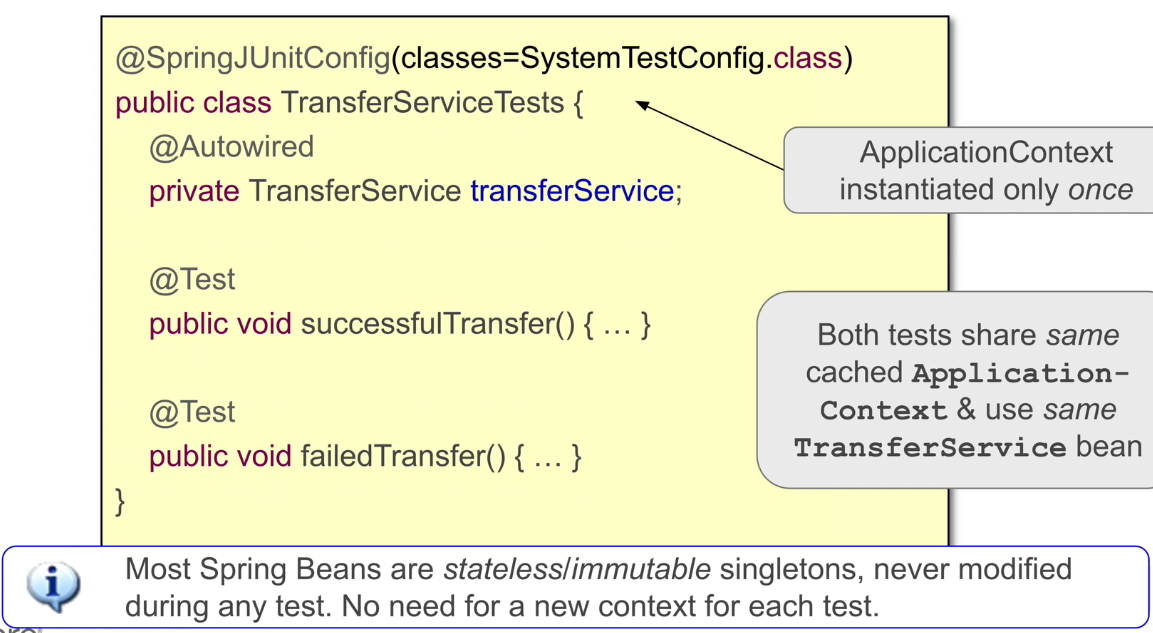 @SpringJUnitConfig(classes=SystemTestConfig.class)
public class TransferServiceTests {
@Autowired
private TransferService transferService;
ApplicationContext
instantiated only once
@Test
public void successfulTransfer() { … }
Both tests share same
cached Application-
Context & use same
TransferService bean
@Test
public void failedTransfer() { … }
}
Most Spring Beans are stateless/immutable singletons, never modified
during any test. No need for a new context for each test.